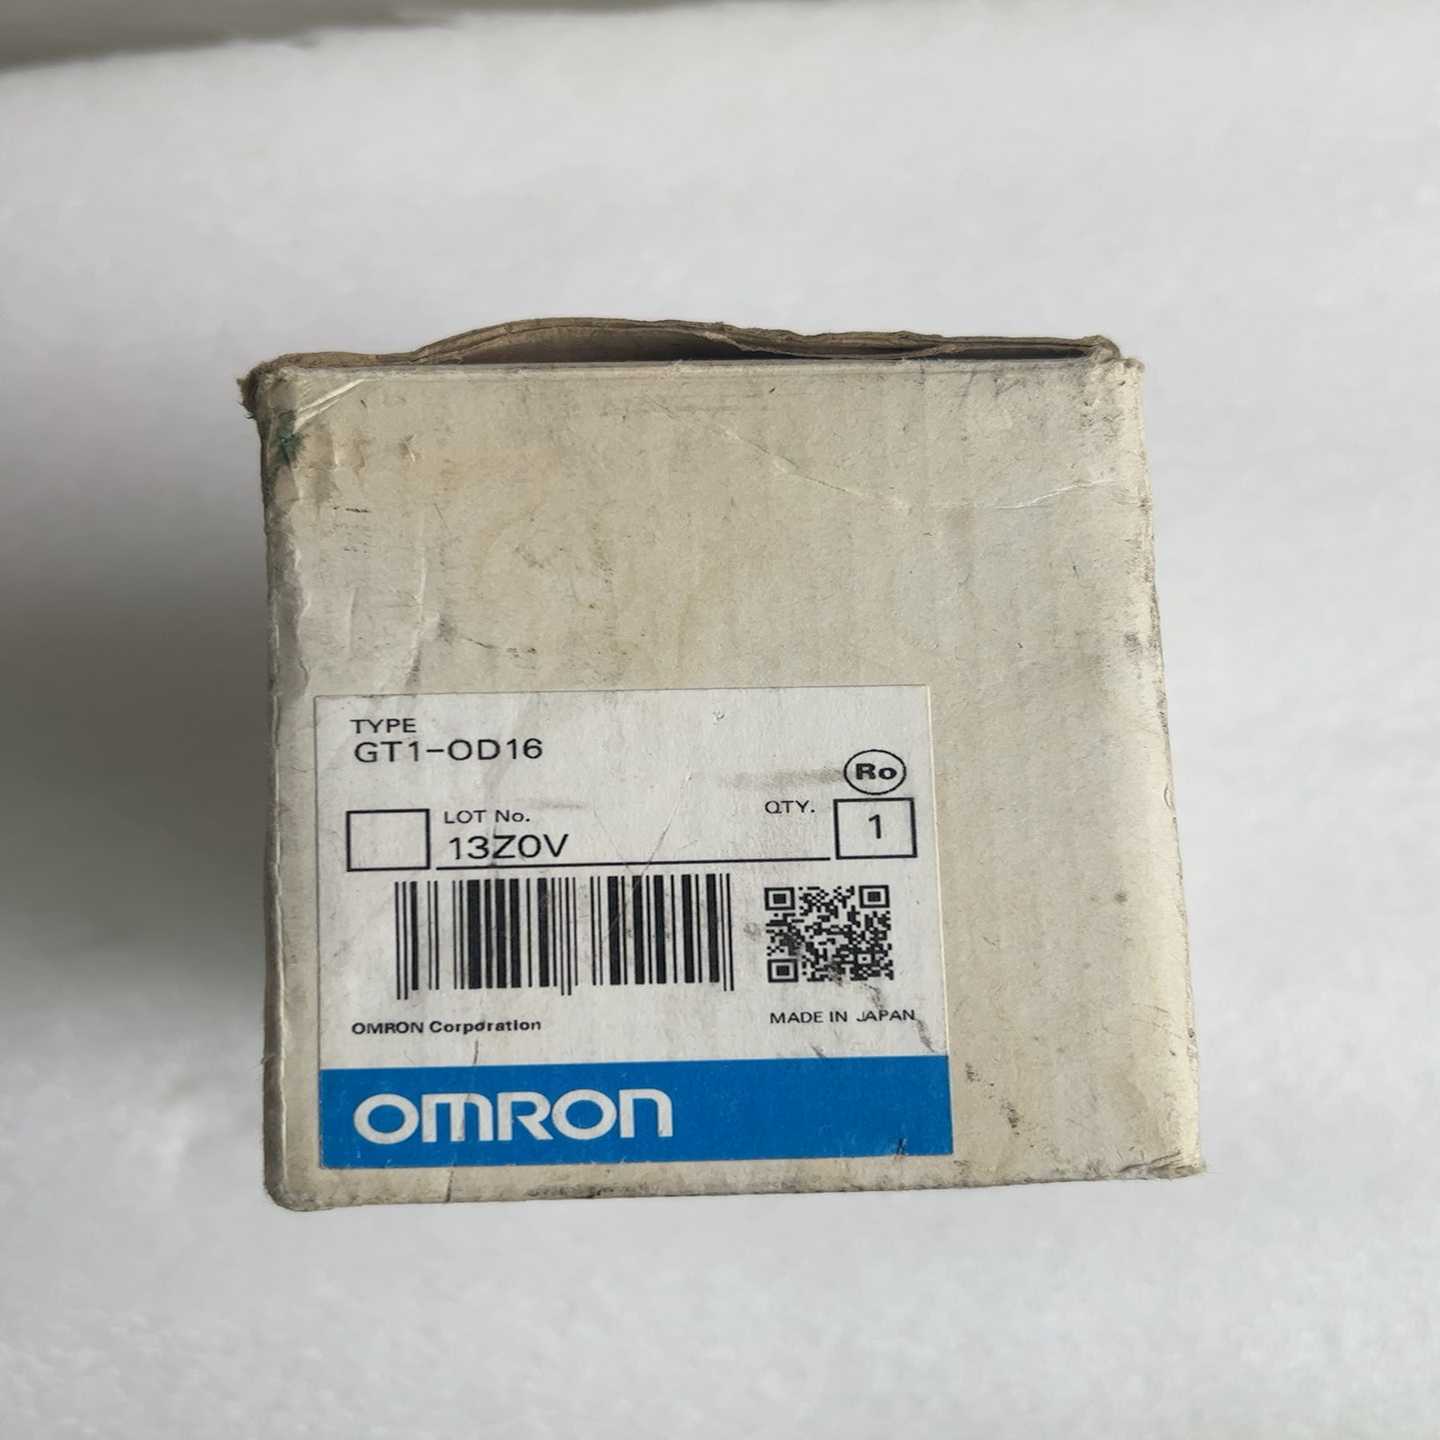 TYPE
GT1-OD16
Ro
LOT No.
QTY.
13Z0V
1
OMRON Corporation
MADE IN JAPAN
OMRON